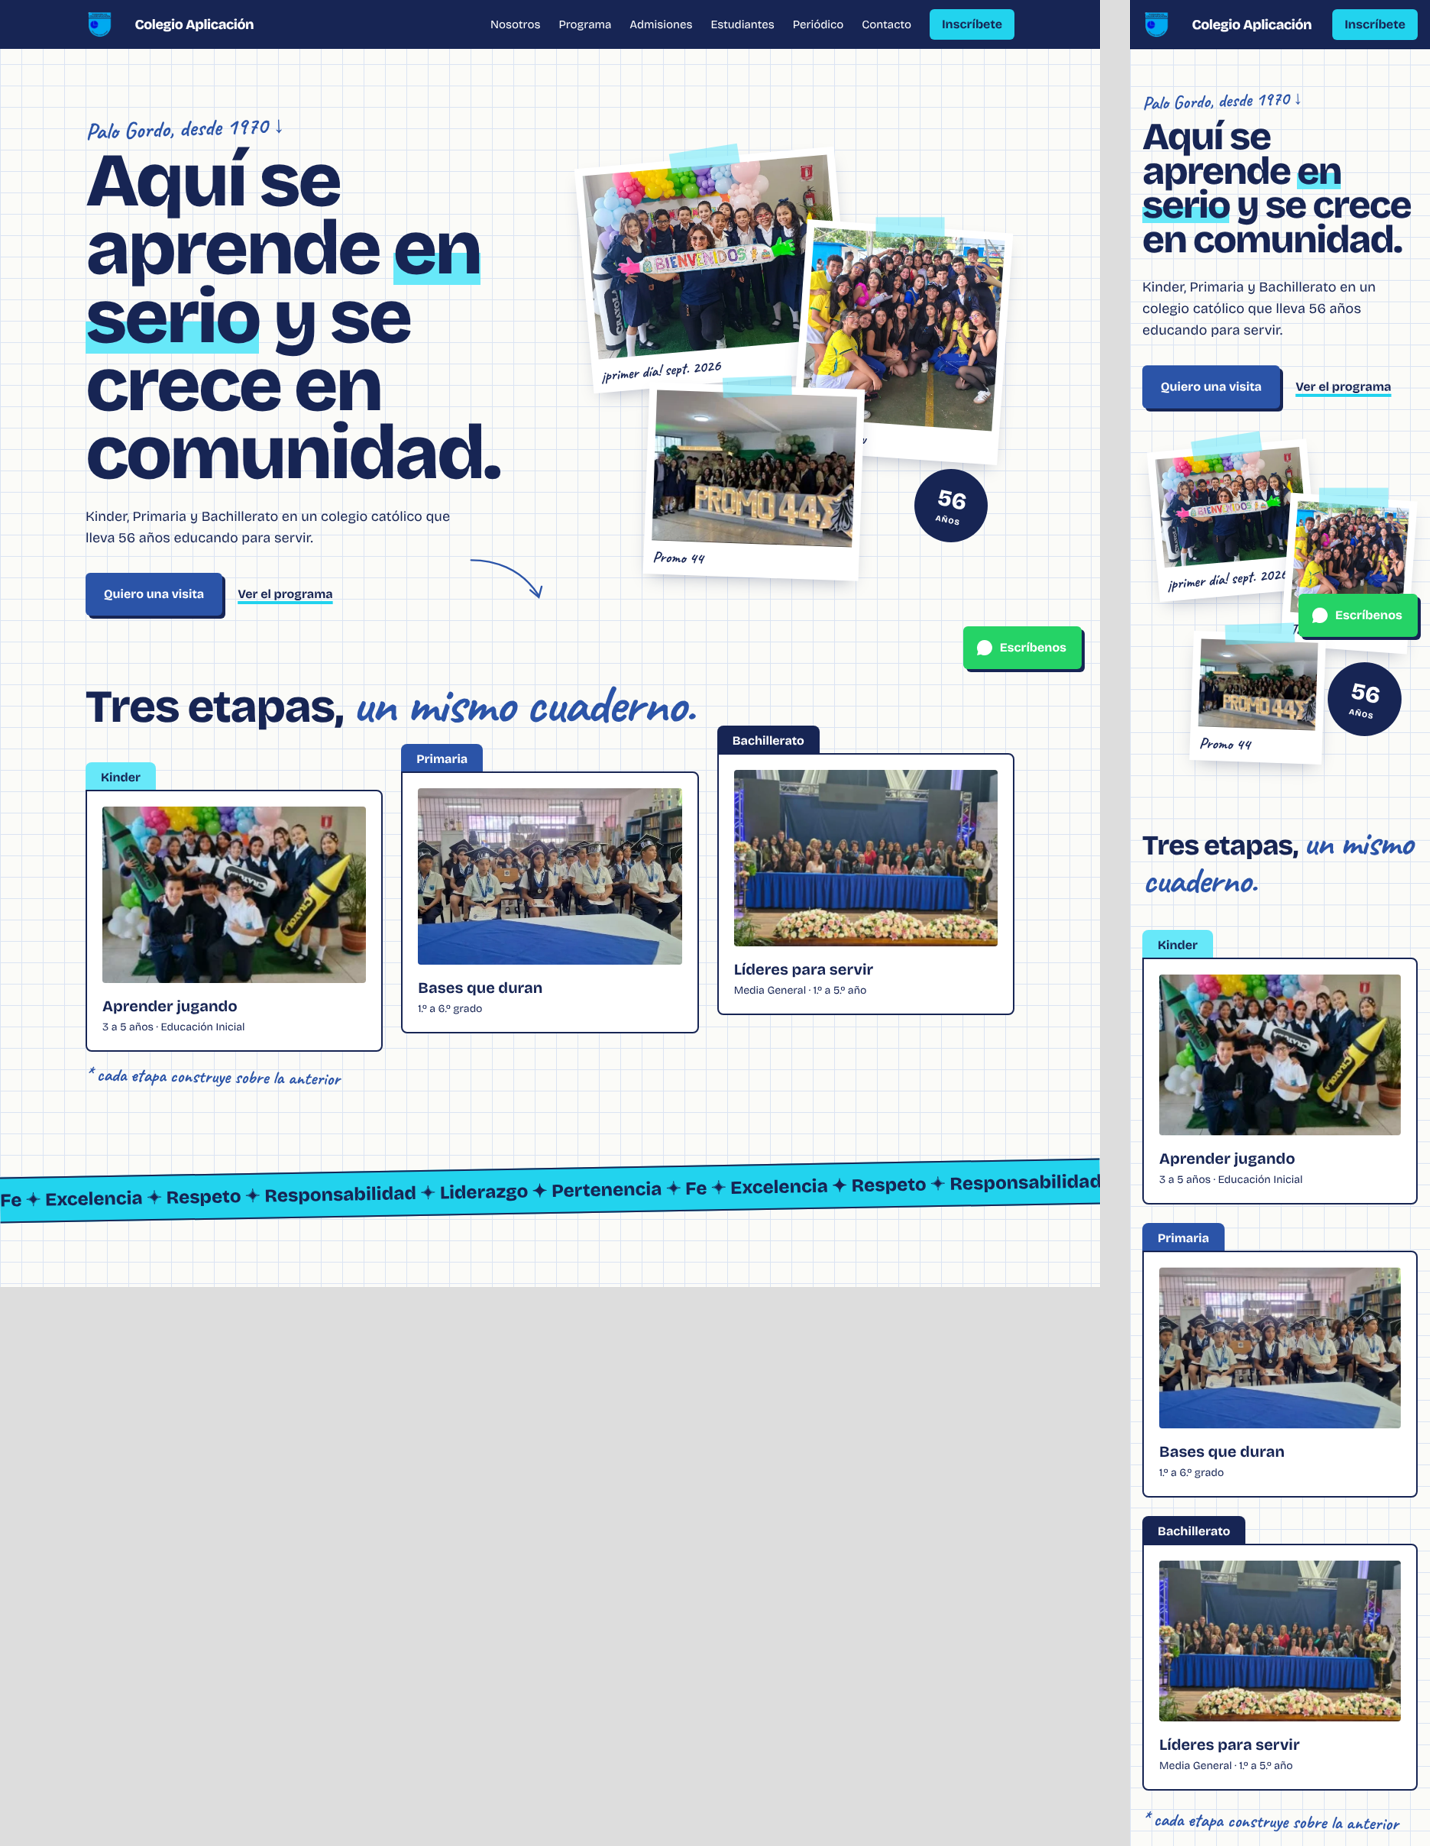 Colegio Aplicación
Nosotros Programa Admisiones Estudiantes Periódico Contacto Inscríbete
Palo Gordo, desde 1970 ↓
Aquí se
aprende en
serio y se
crece en
comunidad.
Kinder, Primaria y Bachillerato en un colegio católico que
lleva 56 años educando para servir.
Quiero una visita Ver el programa
BIENVENIDOS
CRAYOLA
¡primer día! sept. 2026
PROMO 44
Promo 44
56
AÑOS
Escríbenos
Tres etapas, un mismo cuaderno.
Kinder
Aprender jugando
3 a 5 años · Educación Inicial
Primaria
Bases que duran
1.º a 6.º grado
Bachillerato
Líderes para servir
Media General · 1.º a 5.º año
* cada etapa construye sobre la anterior
Fe ✦ Excelencia ✦ Respeto ✦ Responsabilidad ✦ Liderazgo ✦ Pertenencia ✦ Fe ✦ Excelencia ✦ Respeto ✦ Responsabilidad
Colegio Aplicación Inscríbete
Palo Gordo, desde 1970 ↓
Aquí se
aprende en
serio y se crece
en comunidad.
Kinder, Primaria y Bachillerato en un
colegio católico que lleva 56 años
educando para servir.
Quiero una visita Ver el programa
BIENVENIDOS
¡primer día! sept. 2026
Escríbenos
PROMO 44
Promo 44
56
AÑOS
Tres etapas, un mismo
cuaderno.
Kinder
Aprender jugando
3 a 5 años · Educación Inicial
Primaria
Bases que duran
1.º a 6.º grado
Bachillerato
Líderes para servir
Media General · 1.º a 5.º año
* cada etapa construye sobre la anterior